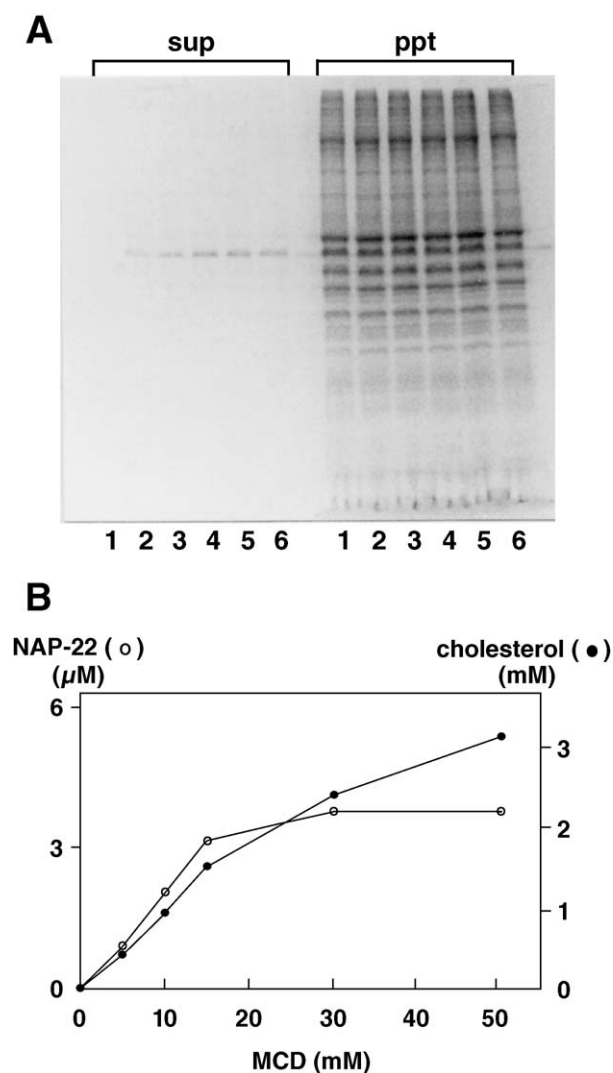 A
sup ppt
1 2 3 4 5 6 1 2 3 4 5 6
B
NAP-22 ( o ) cholesterol ( ● )
(µM) (mM)
6
3
3
2
1
0 0
0 10 20 30 40 50
MCD (mM)